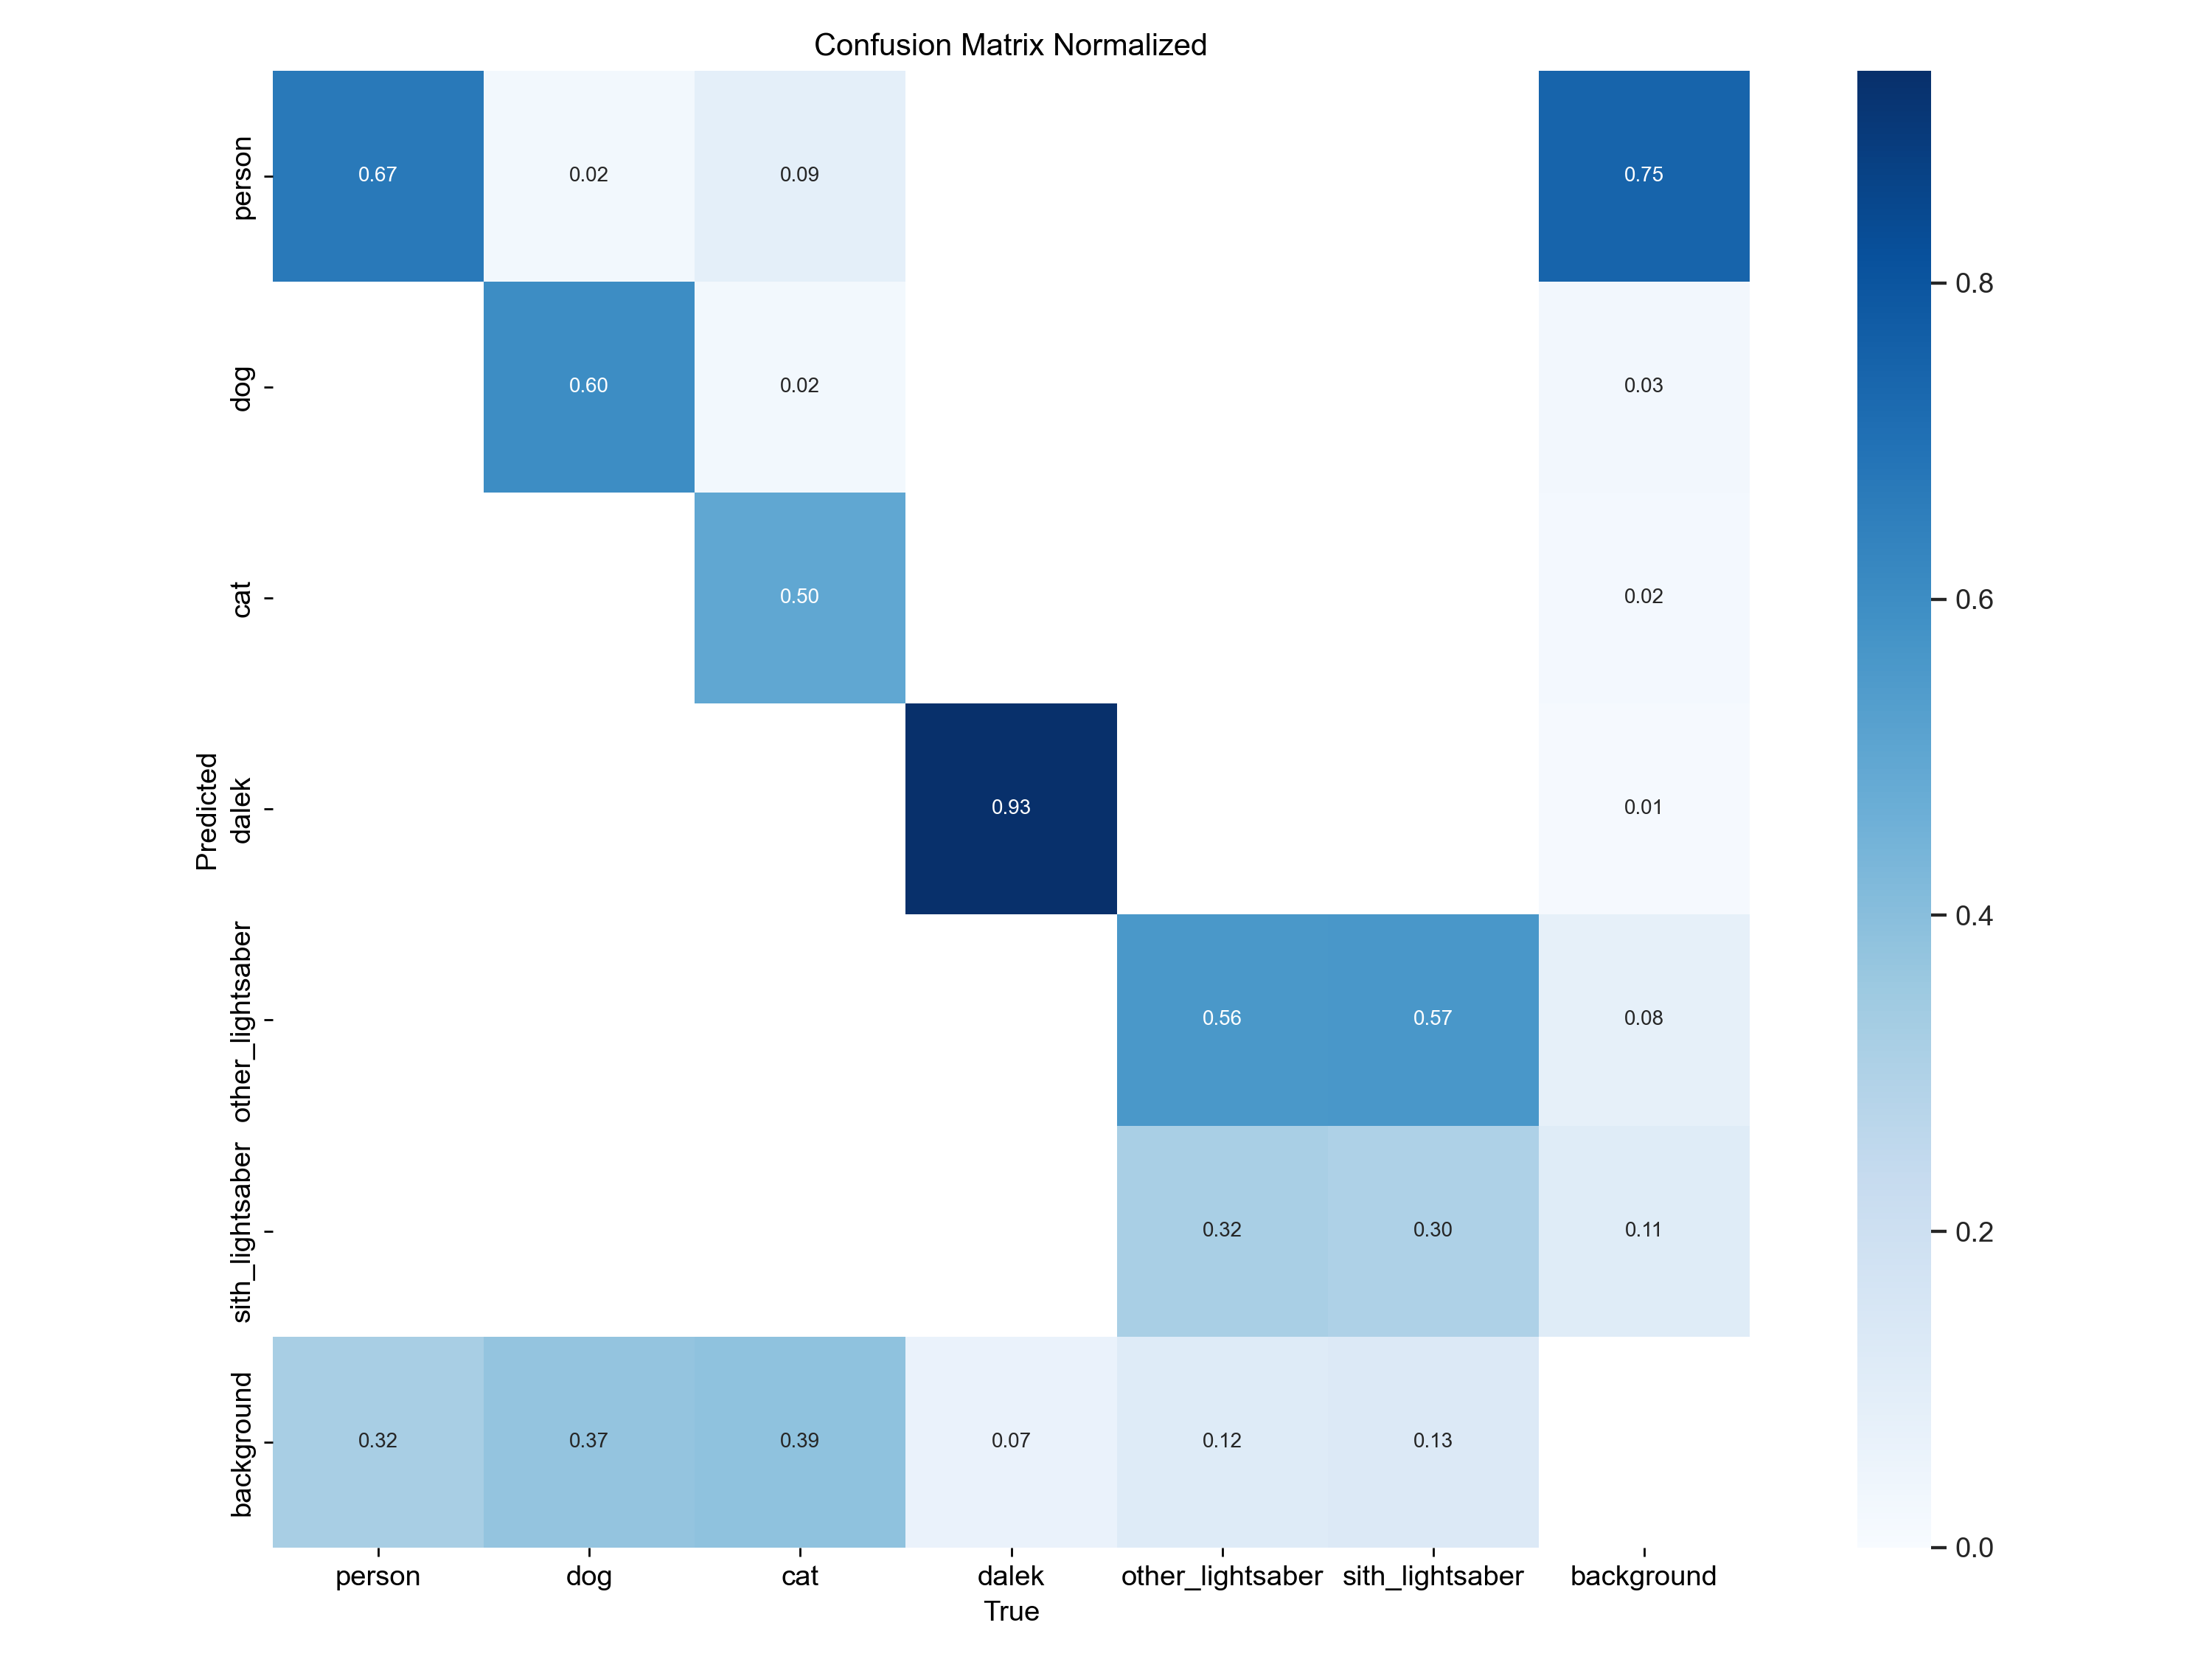 Confusion Matrix Normalized
person
0.67
0.02
0.09
0.75
dog
0.60
0.02
0.03
cat
0.50
0.02
Predicted
dalek
0.93
0.01
other_lightsaber
0.56
0.57
0.08
sith_lightsaber
0.32
0.30
0.11
background
0.32
0.37
0.39
0.07
0.12
0.13
person
dog
cat
dalek
other_lightsaber
sith_lightsaber
background
True
0.8
0.6
0.4
0.2
0.0